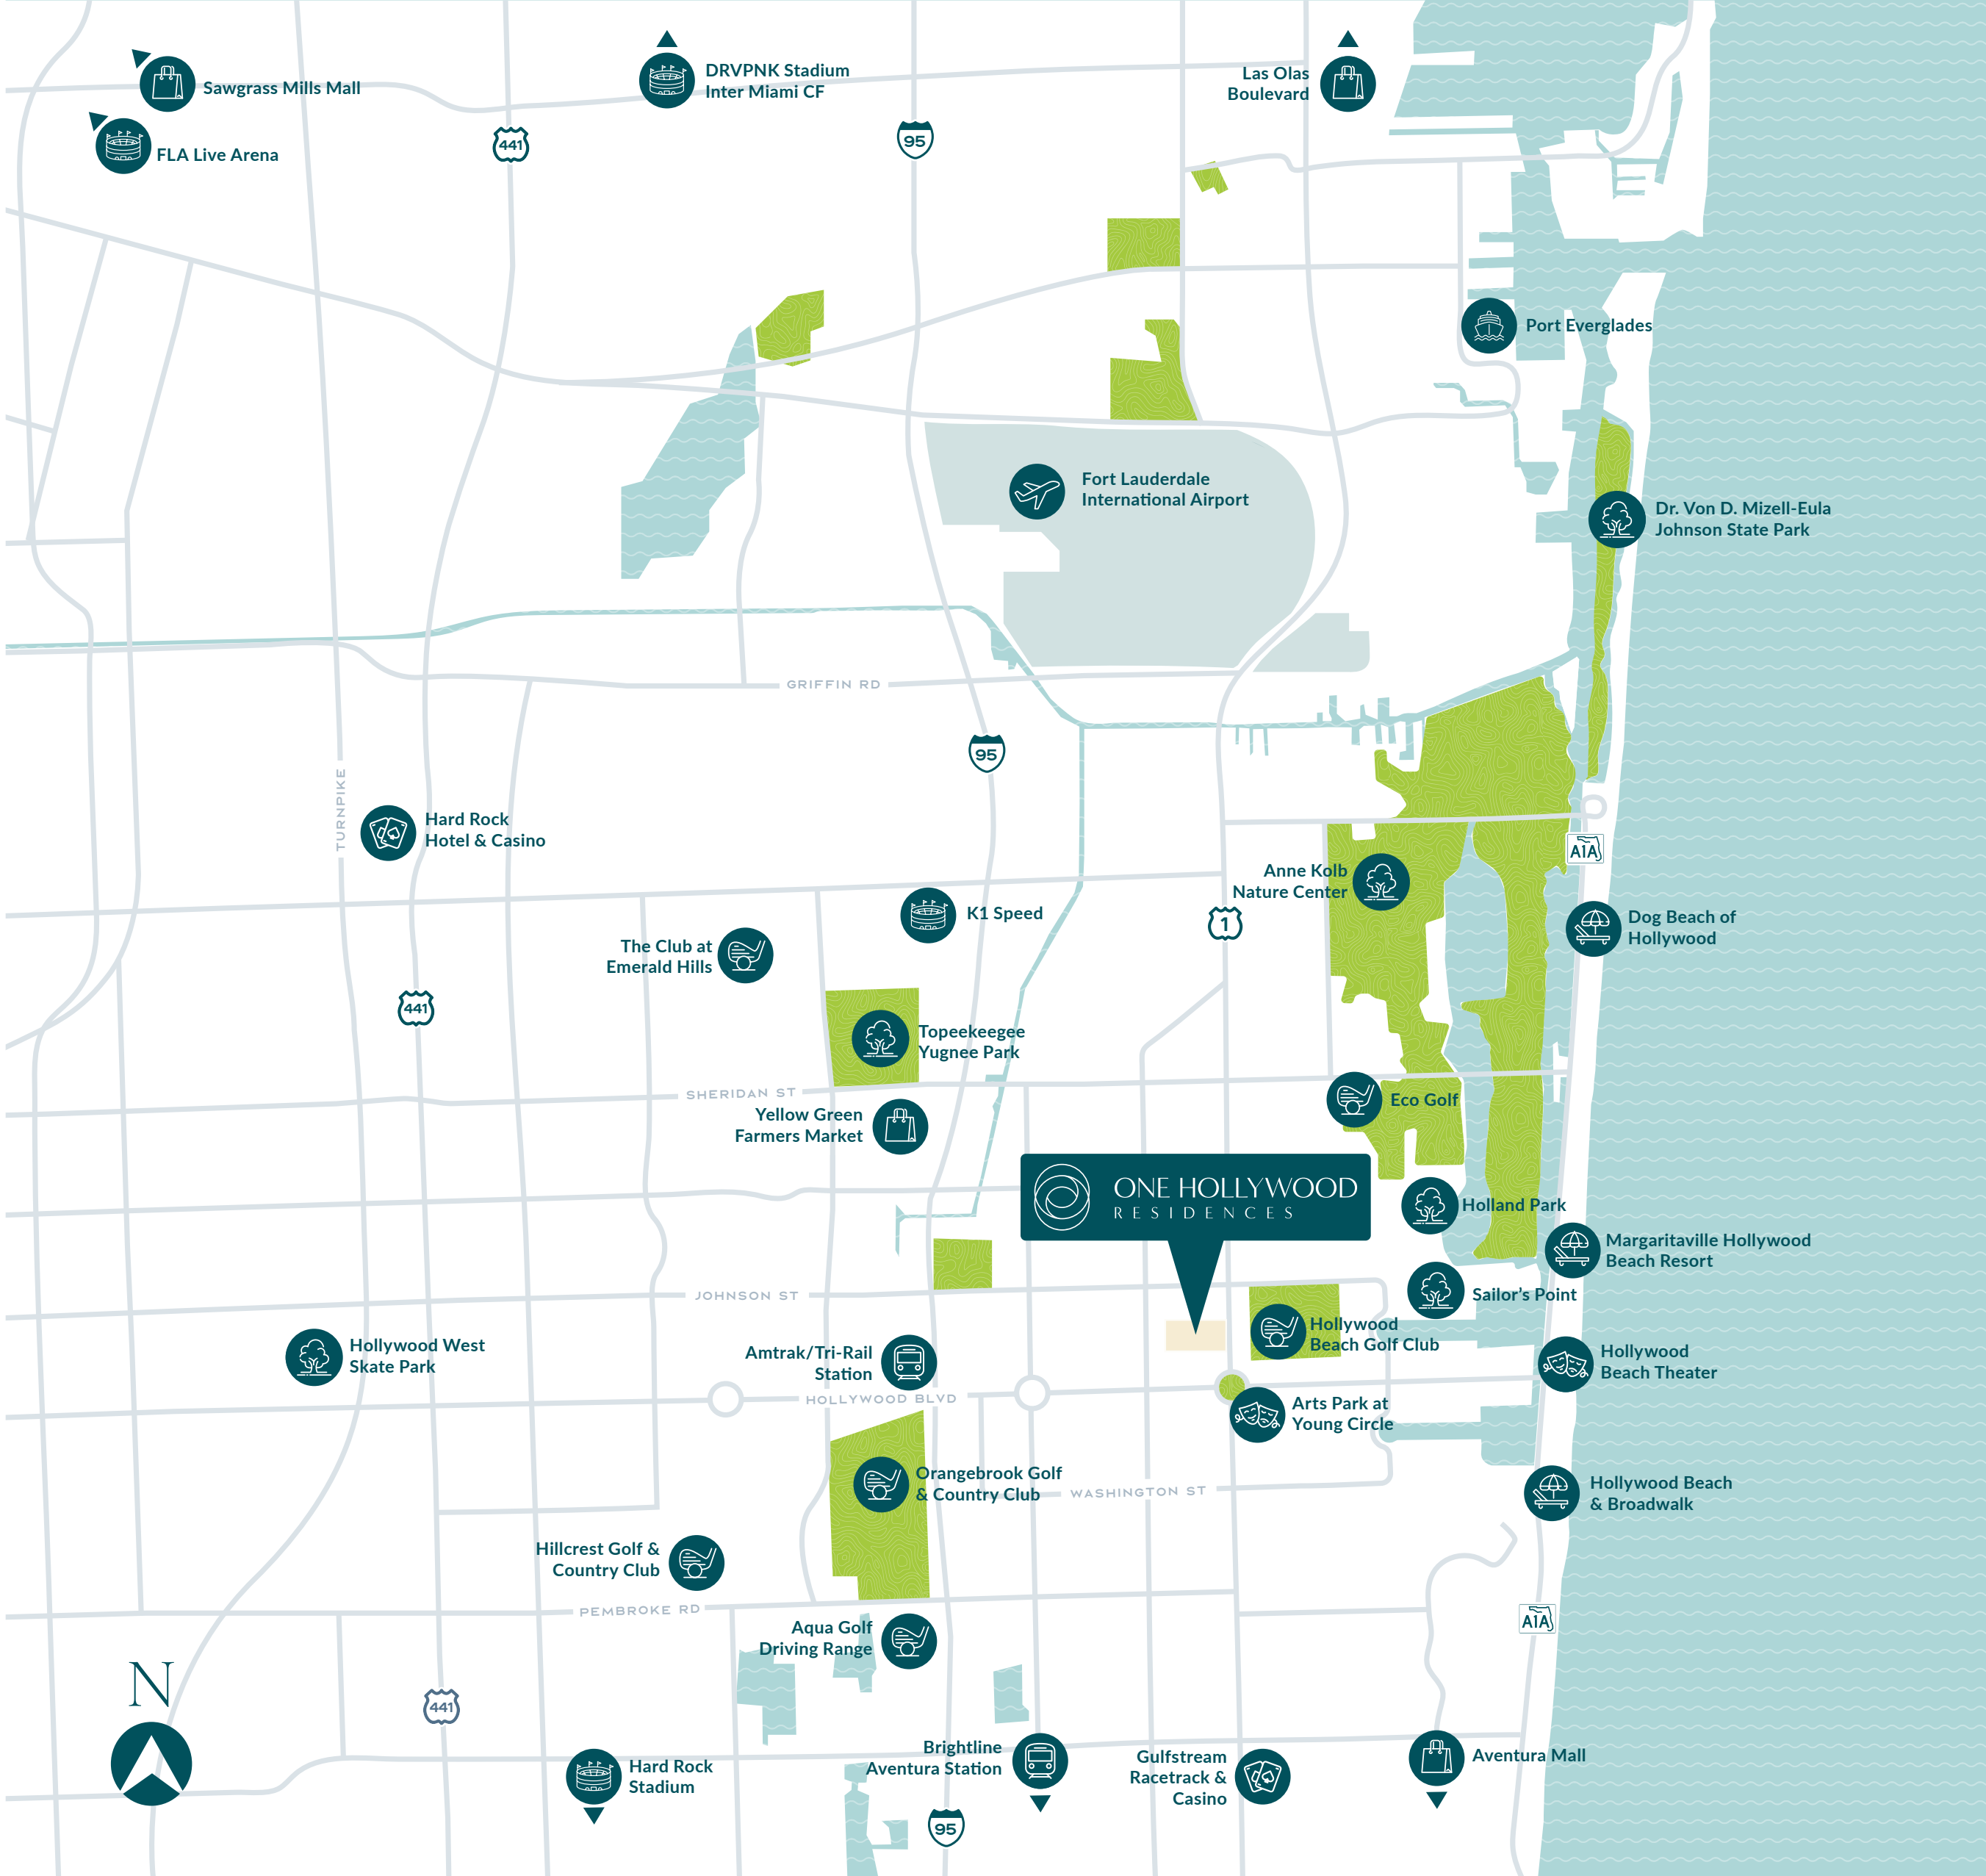 Sawgrass Mills Mall
FLA Live Arena
441
DRVPNK Stadium
Inter Miami CF
95
Las Olas
Boulevard
Port Everglades
Fort Lauderdale
International Airport
Dr. Von D. Mizell-Eula
Johnson State Park
GRIFFIN RD
95
TURNPIKE
Hard Rock
Hotel & Casino
A1A
Anne Kolb
Nature Center
K1 Speed
1
Dog Beach of
Hollywood
The Club at
Emerald Hills
441
Topeekeegee
Yugnee Park
SHERIDAN ST
Eco Golf
Yellow Green
Farmers Market
ONE HOLLYWOOD
RESIDENCES
Holland Park
Margaritaville Hollywood
Beach Resort
JOHNSON ST
Sailor's Point
Hollywood
Beach Golf Club
Hollywood West
Skate Park
Amtrak/Tri-Rail
Station
Hollywood
Beach Theater
HOLLYWOOD BLVD
Arts Park at
Young Circle
Orangebrook Golf
& Country Club
WASHINGTON ST
Hollywood Beach
& Broadwalk
Hillcrest Golf &
Country Club
PEMBROKE RD
A1A
Aqua Golf
Driving Range
N
441
Hard Rock
Stadium
Brightline
Aventura Station
Gulfstream
Racetrack &
Casino
Aventura Mall
95